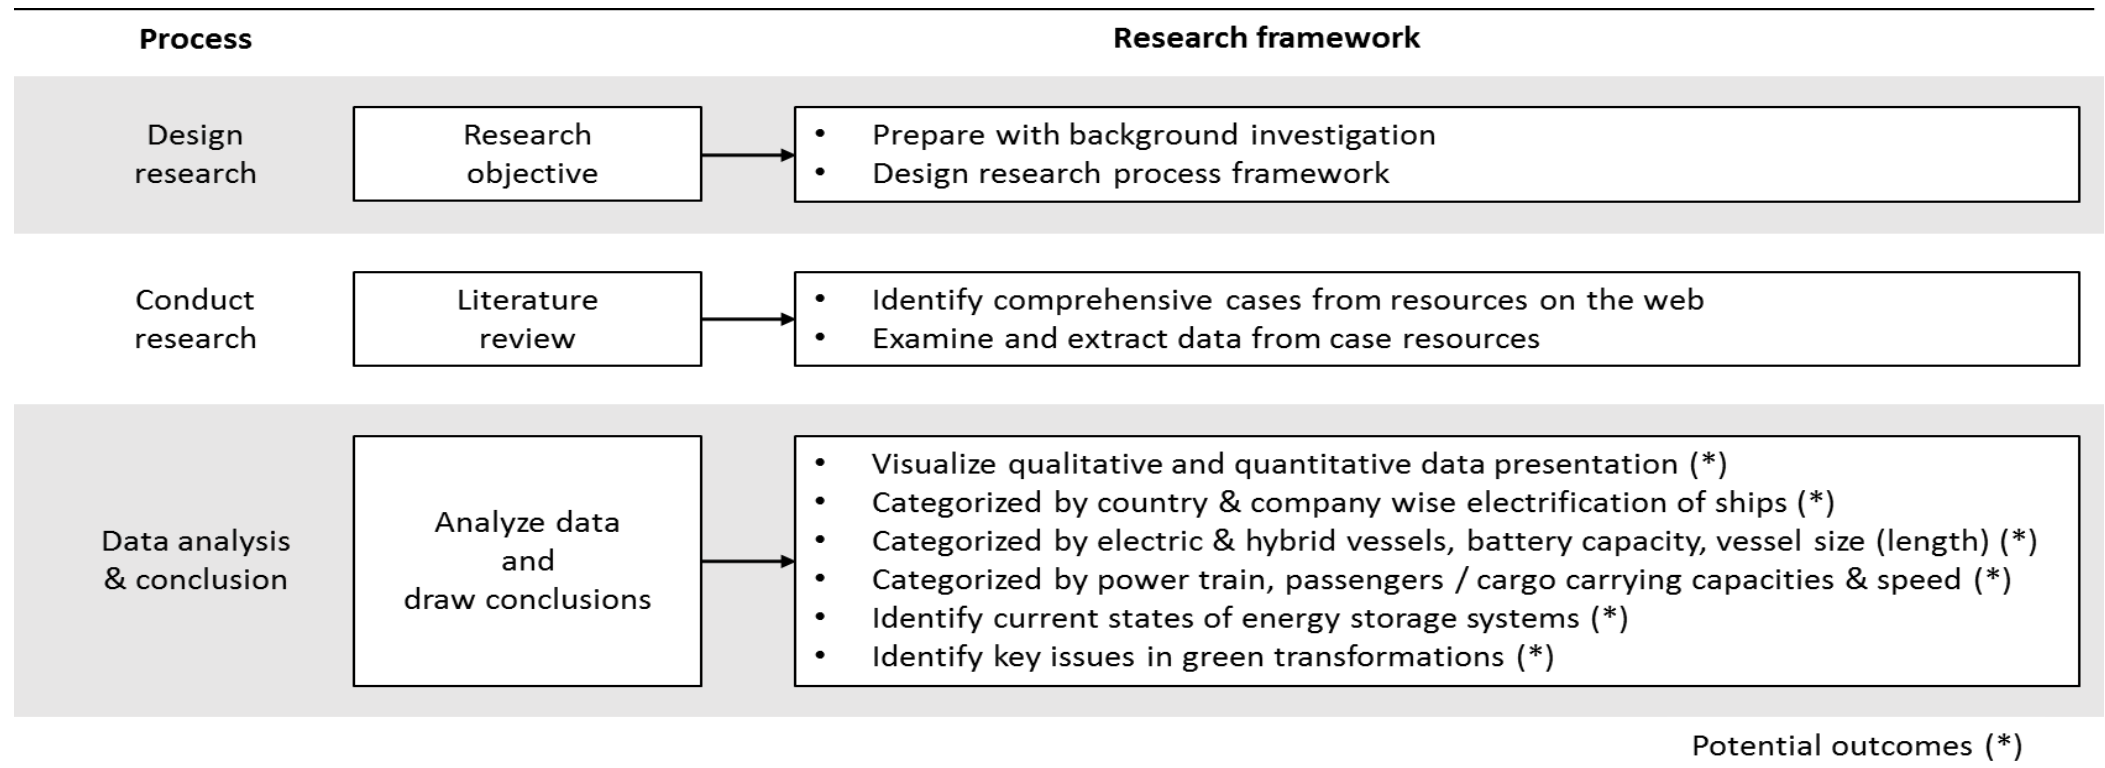 Process
Research framework
Design
research
Research
objective
• Prepare with background investigation
• Design research process framework
Conduct
research
Literature
review
• Identify comprehensive cases from resources on the web
• Examine and extract data from case resources
Data analysis
& conclusion
Analyze data
and
draw conclusions
• Visualize qualitative and quantitative data presentation (*)
• Categorized by country & company wise electrification of ships (*)
• Categorized by electric & hybrid vessels, battery capacity, vessel size (length) (*)
• Categorized by power train, passengers / cargo carrying capacities & speed (*)
• Identify current states of energy storage systems (*)
• Identify key issues in green transformations (*)
Potential outcomes (*)